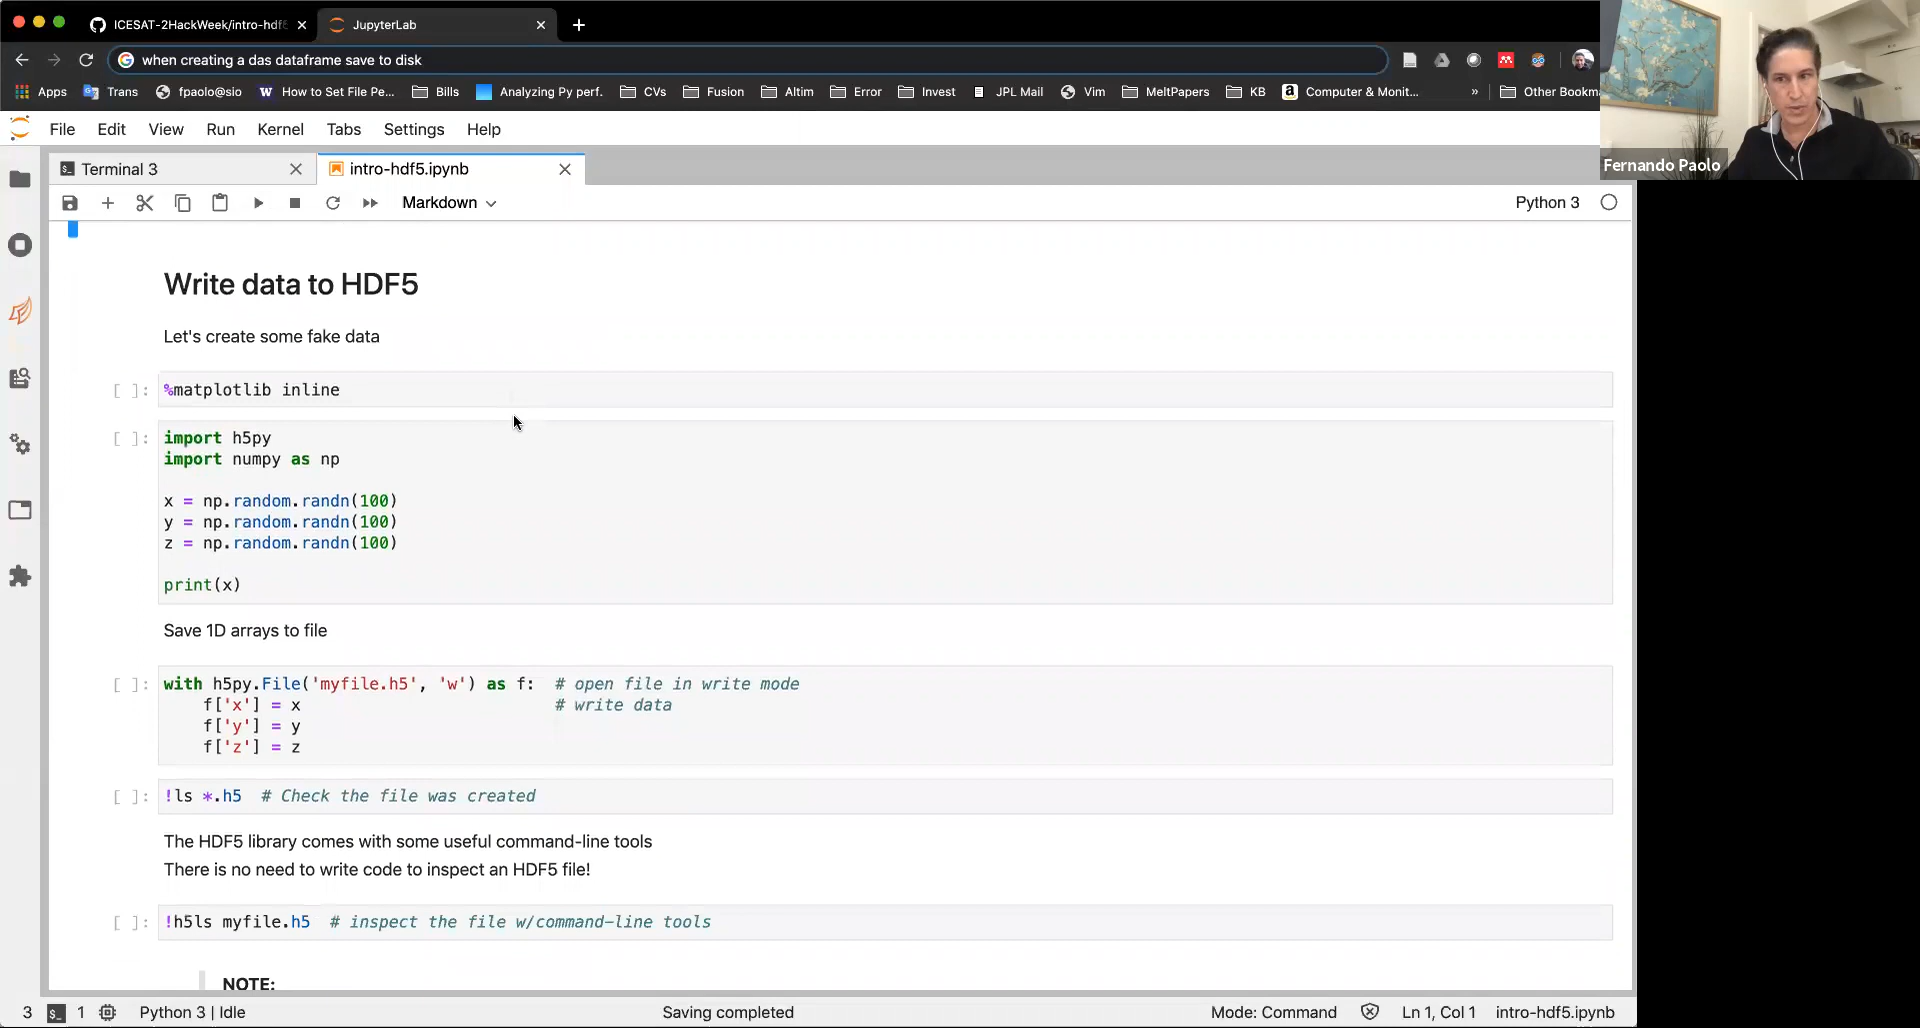 ICESAT-2HackWeek/intro-hdf5
JupyterLab
when creating a das dataframe save to disk
Apps
Trans
fpaolo@sio
How to Set File Pe...
Bills
Analyzing Py perf.
CVs
Fusion
Altim
Error
Invest
JPL Mail
Vim
MeltPapers
KB
Computer & Monit...
»
Other Bookma
Fernando Paolo
File Edit View Run Kernel Tabs Settings Help
Terminal 3
intro-hdf5.ipynb
Markdown
Python 3
Write data to HDF5
Let's create some fake data
[ ]: %matplotlib inline
[ ]: import h5py
import numpy as np
x = np.random.randn(100)
y = np.random.randn(100)
z = np.random.randn(100)
print(x)
Save 1D arrays to file
[ ]: with h5py.File('myfile.h5', 'w') as f:  # open file in write mode
    f['x'] = x                          # write data
    f['y'] = y
    f['z'] = z
[ ]: !ls *.h5  # Check the file was created
The HDF5 library comes with some useful command-line tools
There is no need to write code to inspect an HDF5 file!
[ ]: !h5ls myfile.h5  # inspect the file w/command-line tools
NOTE:
3 1 Python 3 | Idle
Saving completed
Mode: Command
Ln 1, Col 1
intro-hdf5.ipynb